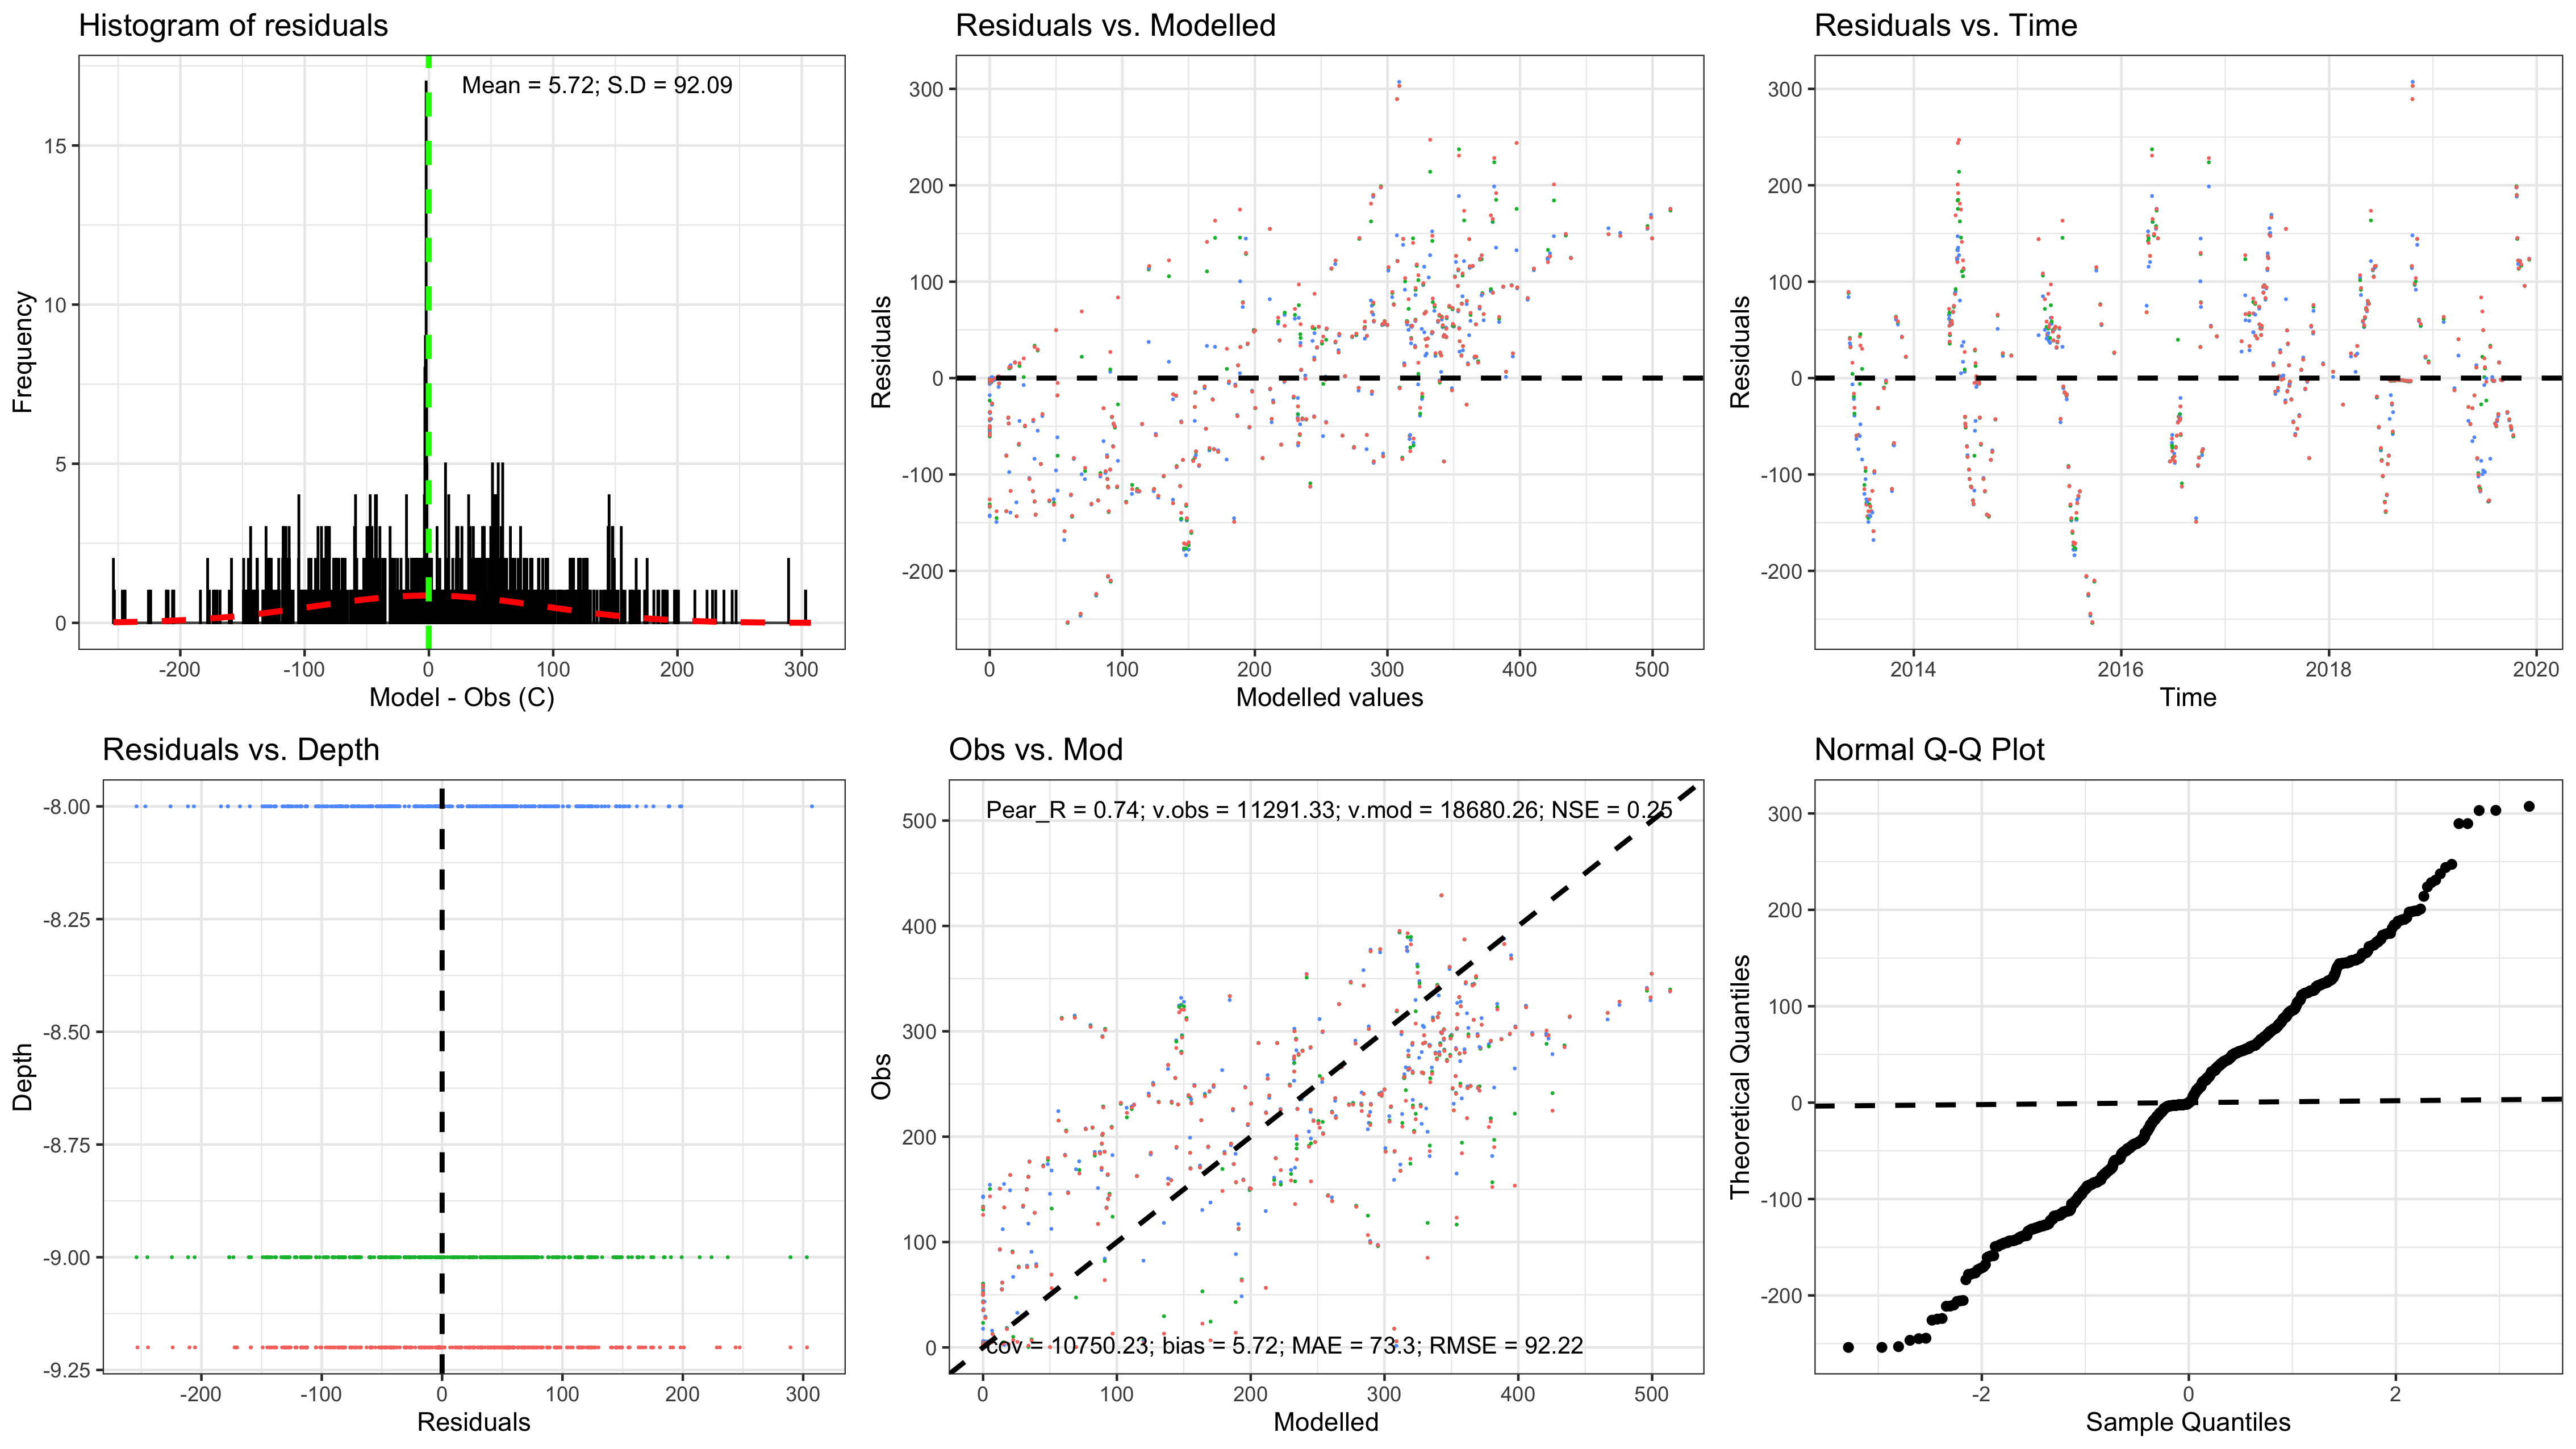 Histogram of residuals
Mean = 5.72; S.D = 92.09
Frequency
15
10
5
0
-200 -100 0 100 200 300
Model - Obs (C)
Residuals vs. Modelled
Residuals
300
200
100
0
-100
-200
0 100 200 300 400 500
Modelled values
Residuals vs. Time
Residuals
300
200
100
0
-100
-200
2014 2016 2018 2020
Time
Residuals vs. Depth
Depth
-8.00
-8.25
-8.50
-8.75
-9.00
-9.25
-200 -100 0 100 200 300
Residuals
Obs vs. Mod
Pear_R = 0.74; v.obs = 11291.33; v.mod = 18680.26; NSE = 0.25
Obs
500
400
300
200
100
0
cov = 10750.23; bias = 5.72; MAE = 73.3; RMSE = 92.22
0 100 200 300 400 500
Modelled
Normal Q-Q Plot
Theoretical Quantiles
300
200
100
0
-100
-200
-2 0 2
Sample Quantiles